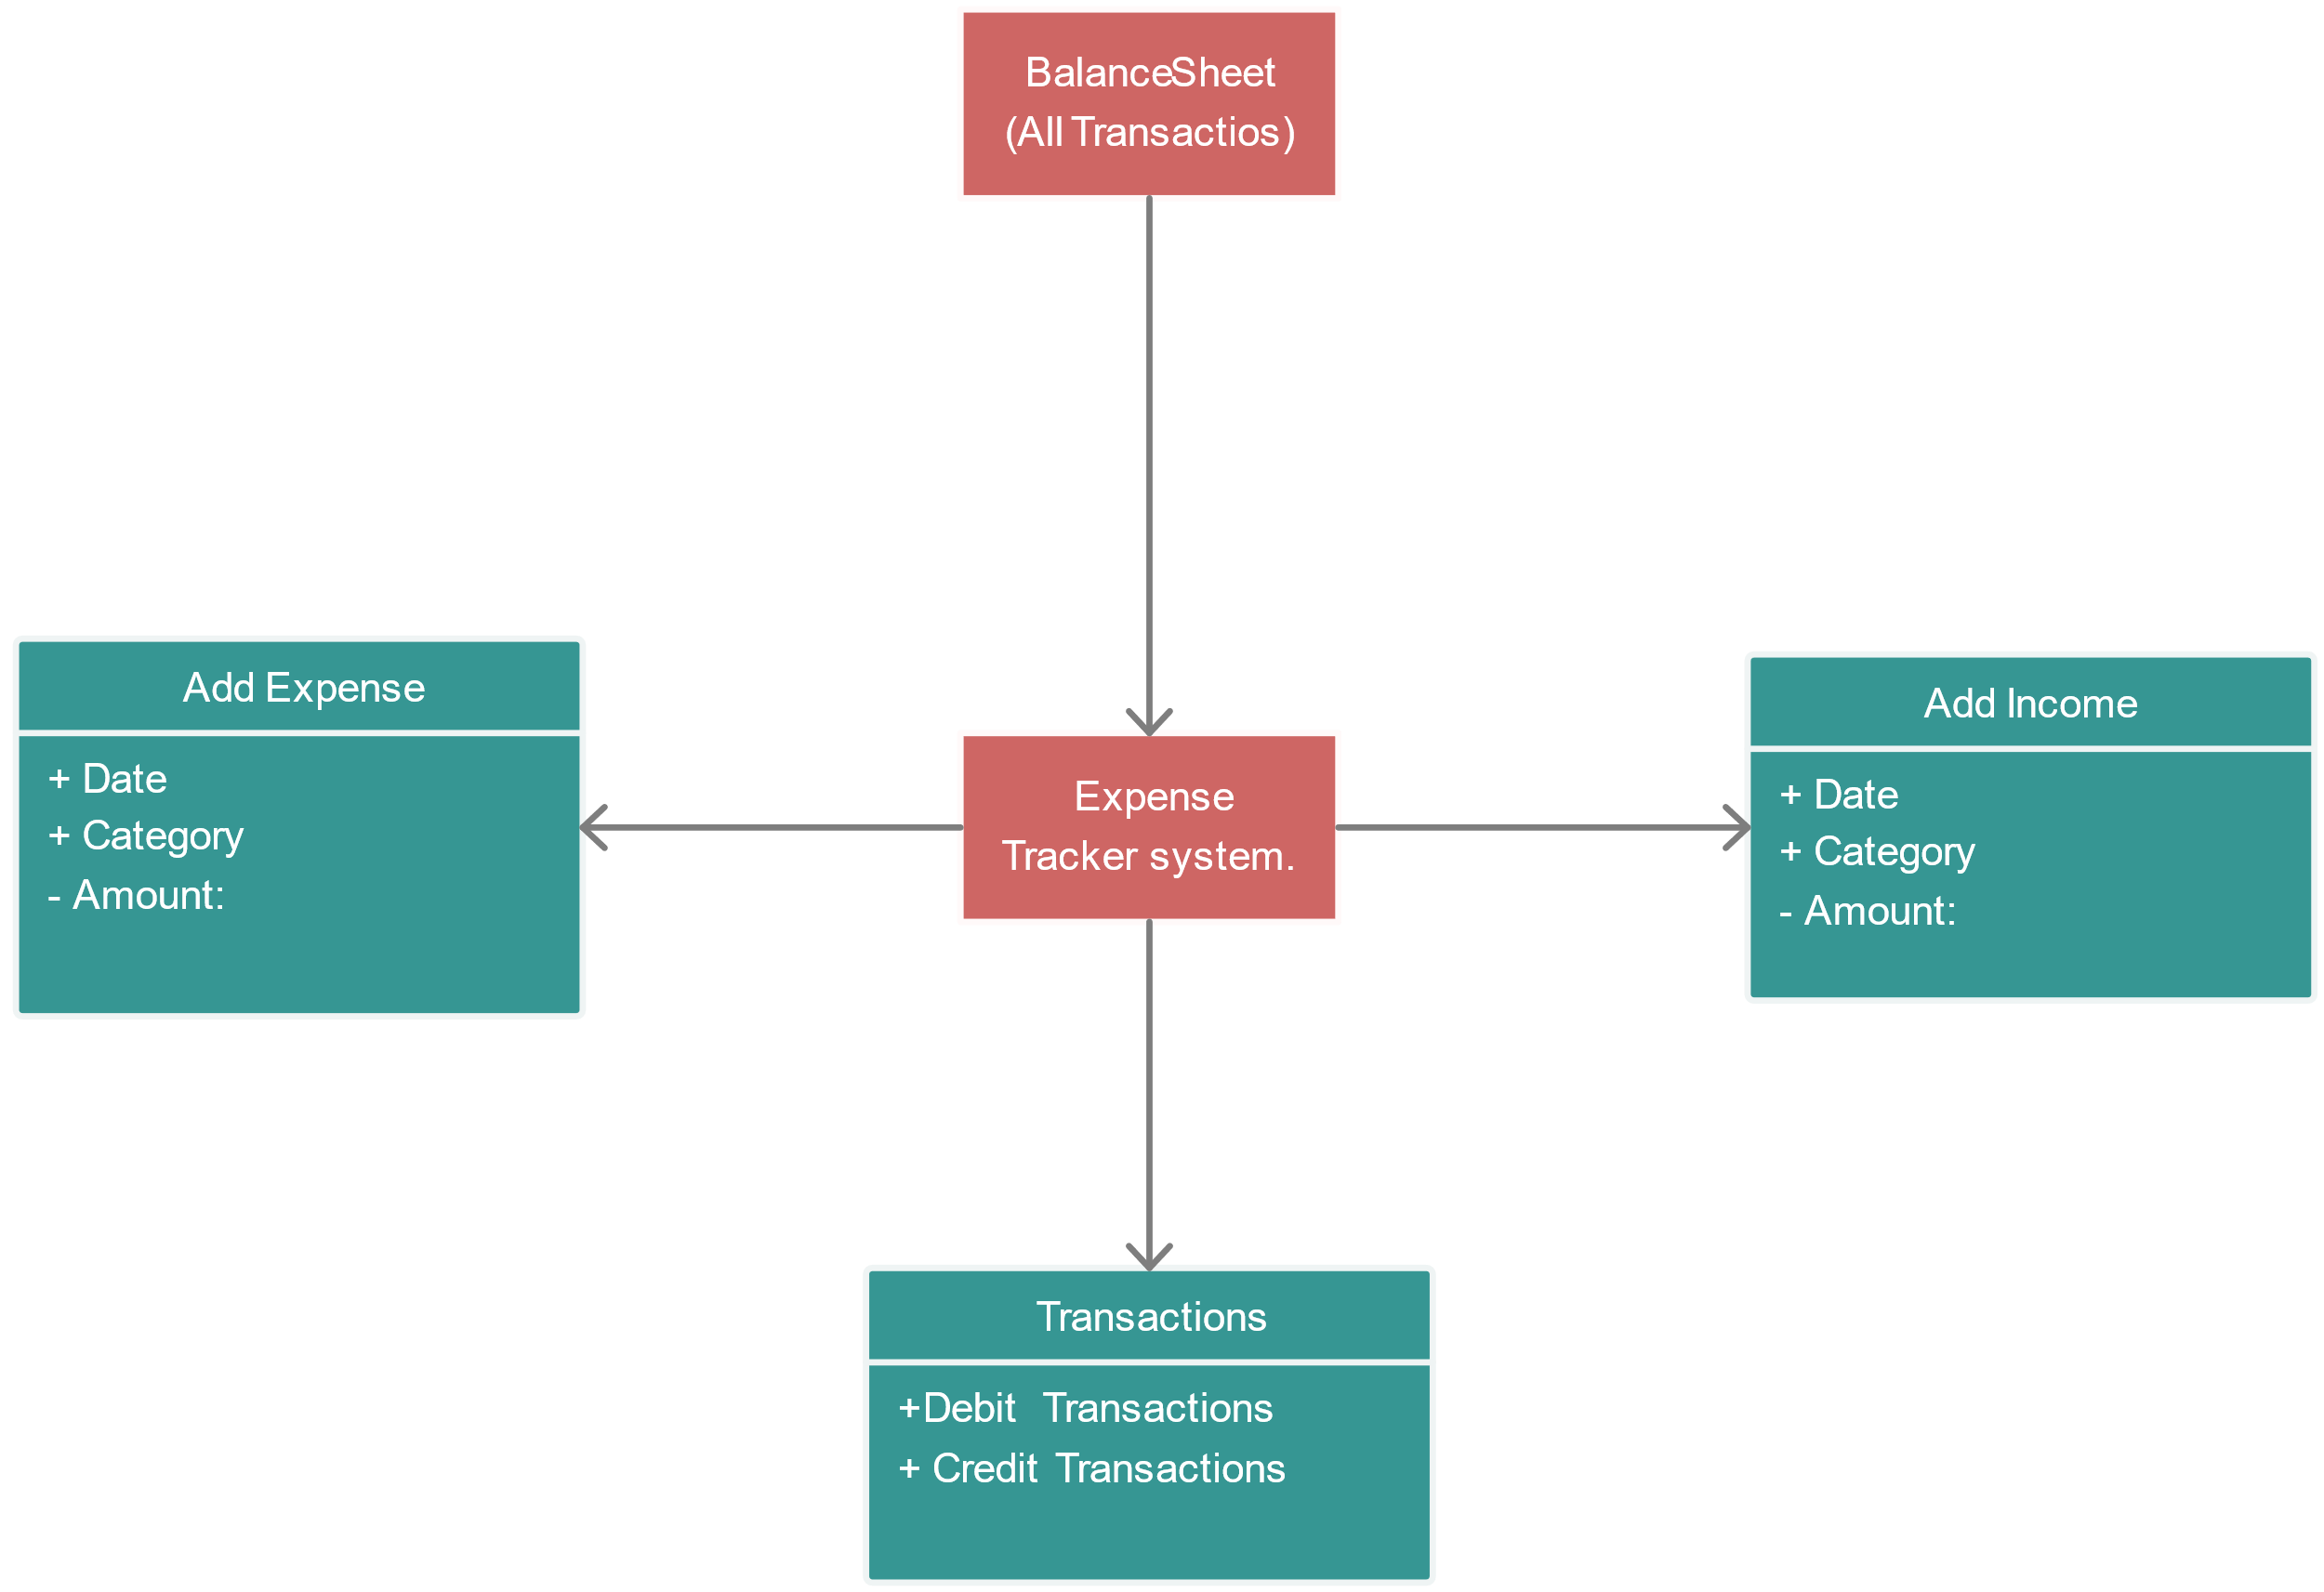 BalanceSheet
(All Transactios)
Add Expense
+ Date
+ Category
- Amount:
Expense
Tracker system.
Add Income
+ Date
+ Category
- Amount:
Transactions
+Debit  Transactions
+ Credit Transactions